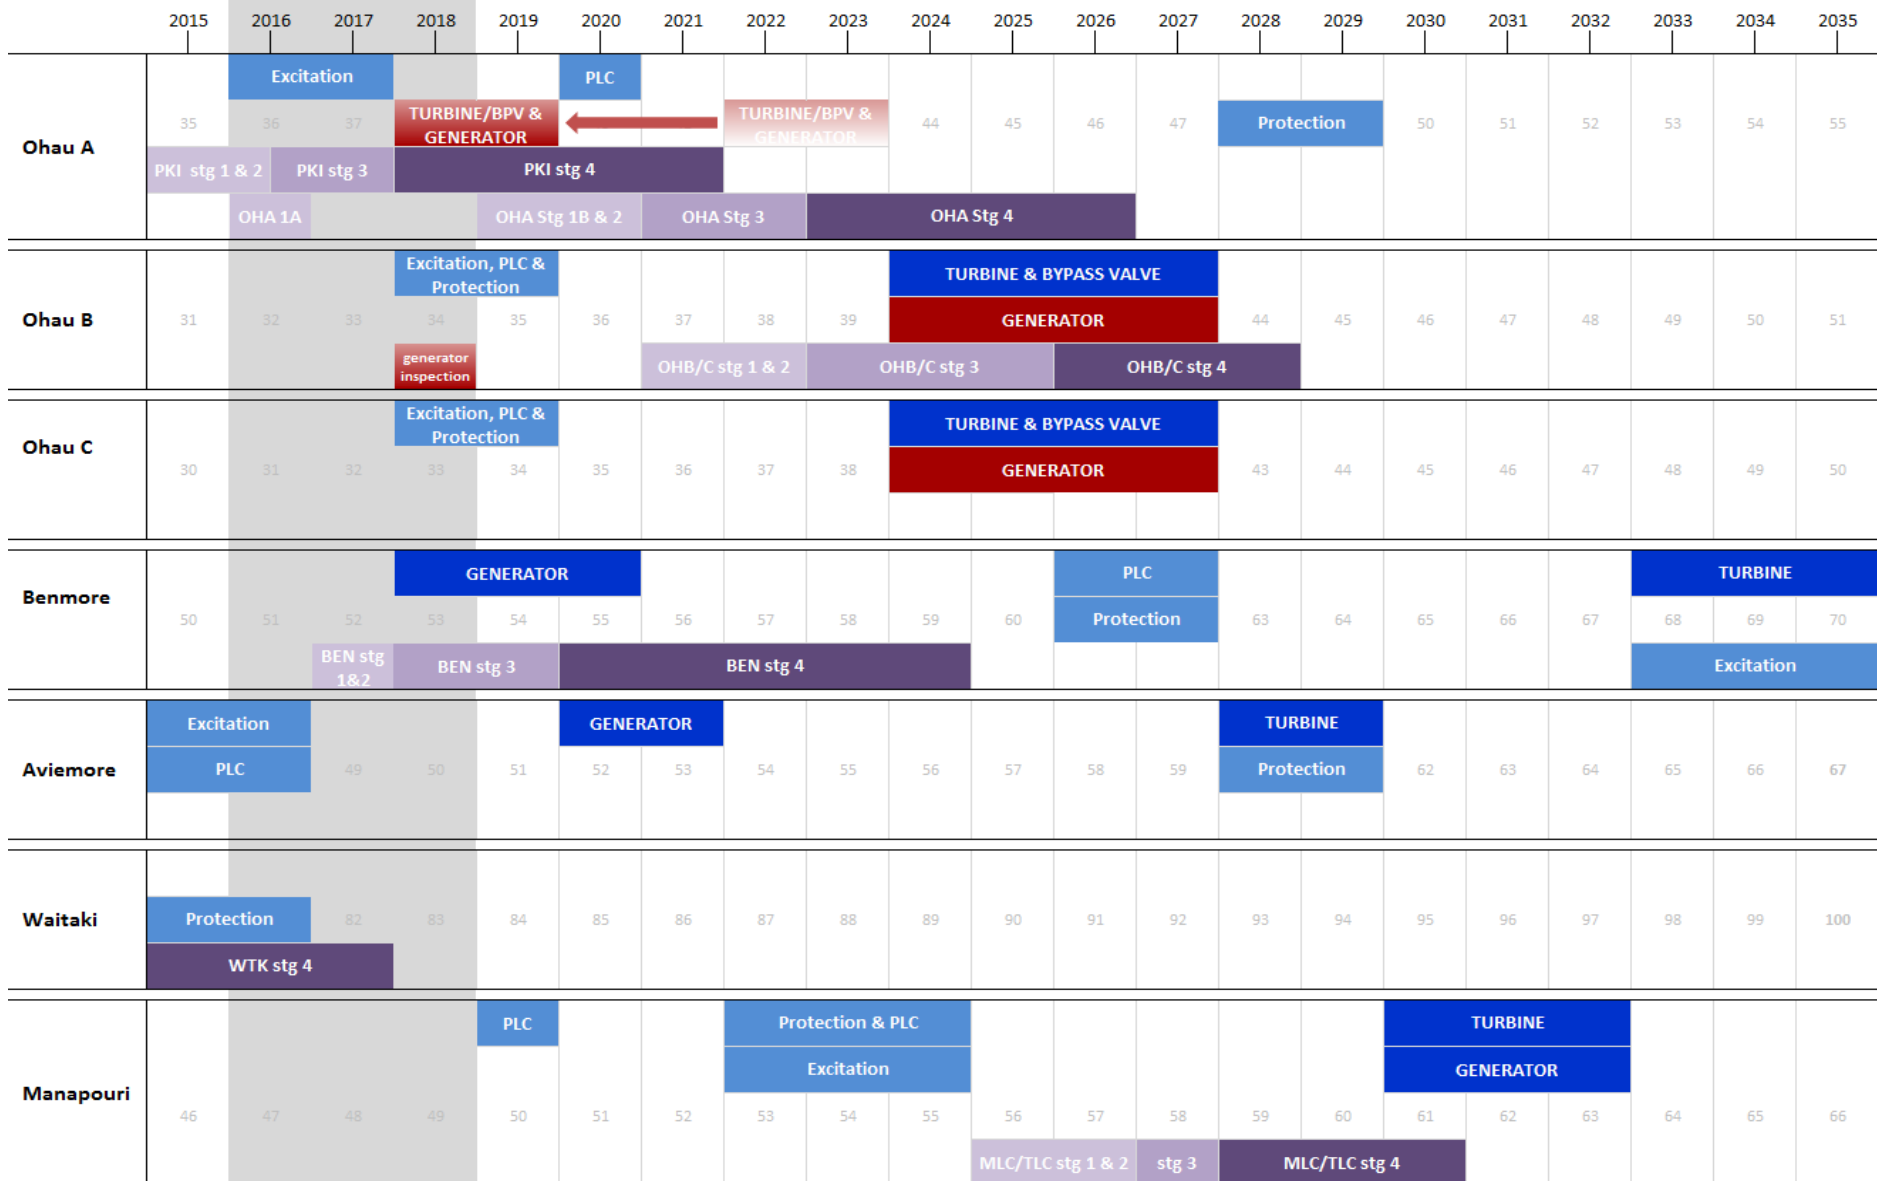 2015 2016 2017 2018 2019 2020 2021 2022 2023 2024 2025 2026 2027 2028 2029 2030 2031 2032 2033 2034 2035
Excitation PLC
Ohau A
35 36 37 TURBINE/BPV & TURBINE/BPV & 44 45 46 47 Protection 50 51 52 53 54 55
GENERATOR GENERATOR
PKI stg 1 & 2 PKI stg 3 PKI stg 4
OHA 1A OHA Stg 1B & 2 OHA Stg 3 OHA Stg 4
Excitation, PLC & TURBINE & BYPASS VALVE
Protection
Ohau B 31 32 33 34 35 36 37 38 39 GENERATOR 44 45 46 47 48 49 50 51
generator OHB/C stg 1 & 2 OHB/C stg 3 OHB/C stg 4
inspection
Excitation, PLC & TURBINE & BYPASS VALVE
Protection
Ohau C
30 31 32 33 34 35 36 37 38 GENERATOR 43 44 45 46 47 48 49 50
GENERATOR PLC TURBINE
Benmore
50 51 52 53 54 55 56 57 58 59 60 Protection 63 64 65 66 67 68 69 70
BEN stg BEN stg 3 BEN stg 4 Excitation
1&2
Excitation GENERATOR TURBINE
Aviemore PLC 49 50 51 52 53 54 55 56 57 58 59 Protection 62 63 64 65 66 67
Waitaki Protection 82 83 84 85 86 87 88 89 90 91 92 93 94 95 96 97 98 99 100
WTK stg 4
PLC Protection & PLC TURBINE
Excitation GENERATOR
Manapouri
46 47 48 49 50 51 52 53 54 55 56 57 58 59 60 61 62 63 64 65 66
MLC/TLC stg 1 & 2 stg 3 MLC/TLC stg 4